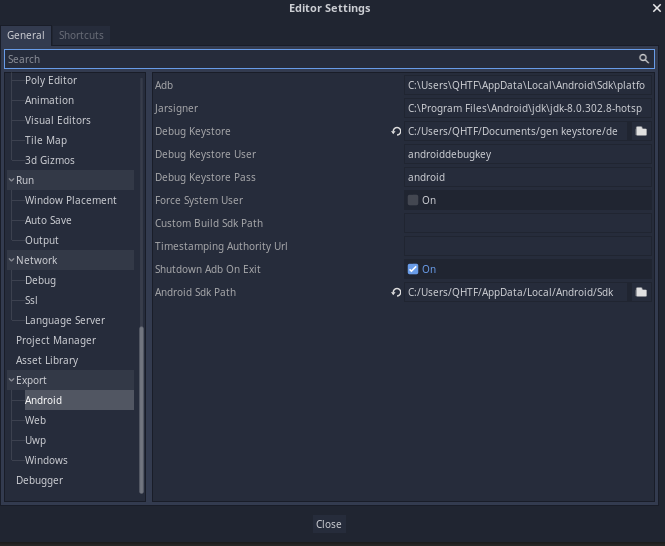 Editor Settings
General
Shortcuts
Search
Poly Editor
Animation
Visual Editors
Tile Map
3d Gizmos
Run
Window Placement
Auto Save
Output
Network
Debug
Ssl
Language Server
Project Manager
Asset Library
Export
Android
Web
Uwp
Windows
Debugger
Adb C:\Users\QHTF\AppData\Local\Android\Sdk\platfo
Jarsigner C:\Program Files\Android\jdk\jdk-8.0.302.8-hotsp
Debug Keystore C:/Users/QHTF/Documents/gen keystore/de
Debug Keystore User androiddebugkey
Debug Keystore Pass android
Force System User On
Custom Build Sdk Path
Timestamping Authority Url
Shutdown Adb On Exit On
Android Sdk Path C:/Users/QHTF/AppData/Local/Android/Sdk
Close